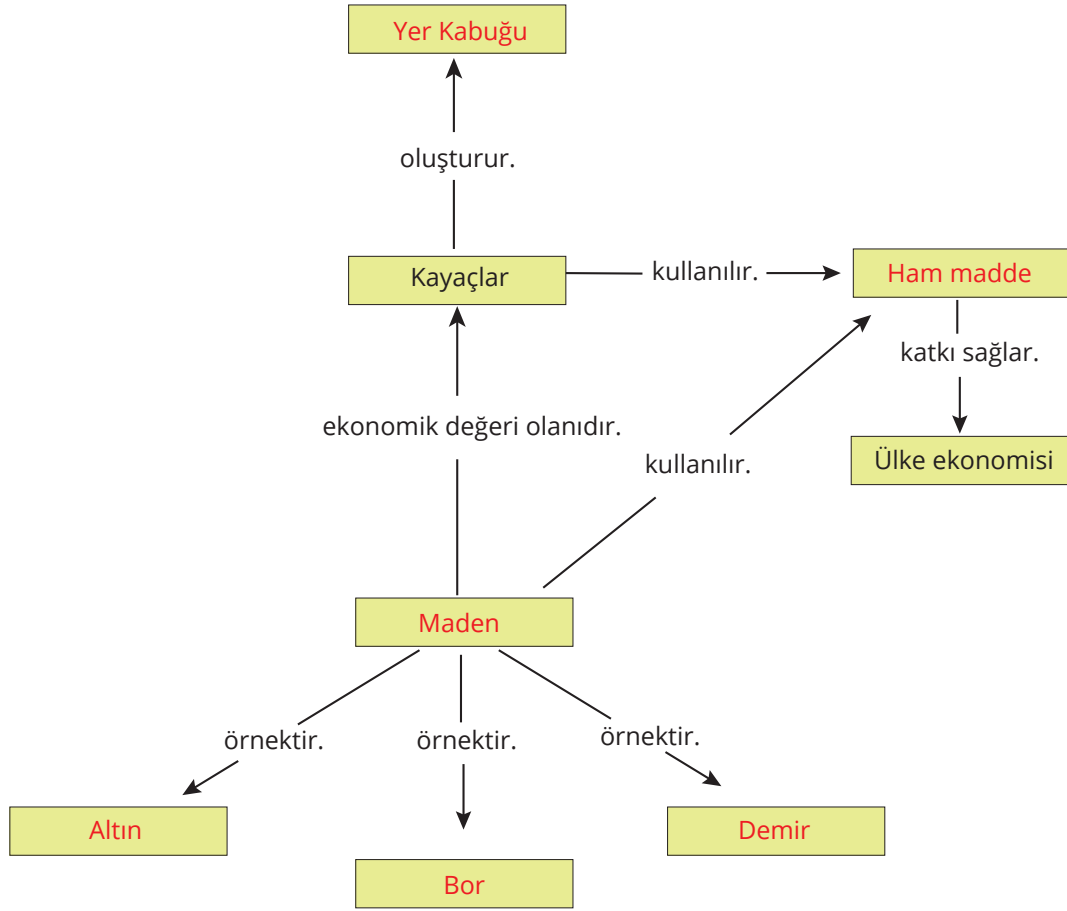 Yer Kabuğu
oluşturur.
Kayaçlar
kullanılır.
Ham madde
katkı sağlar.
Ülke ekonomisi
ekonomik değeri olanıdır.
kullanılır.
Maden
örnektir.
örnektir.
örnektir.
Altın
Bor
Demir